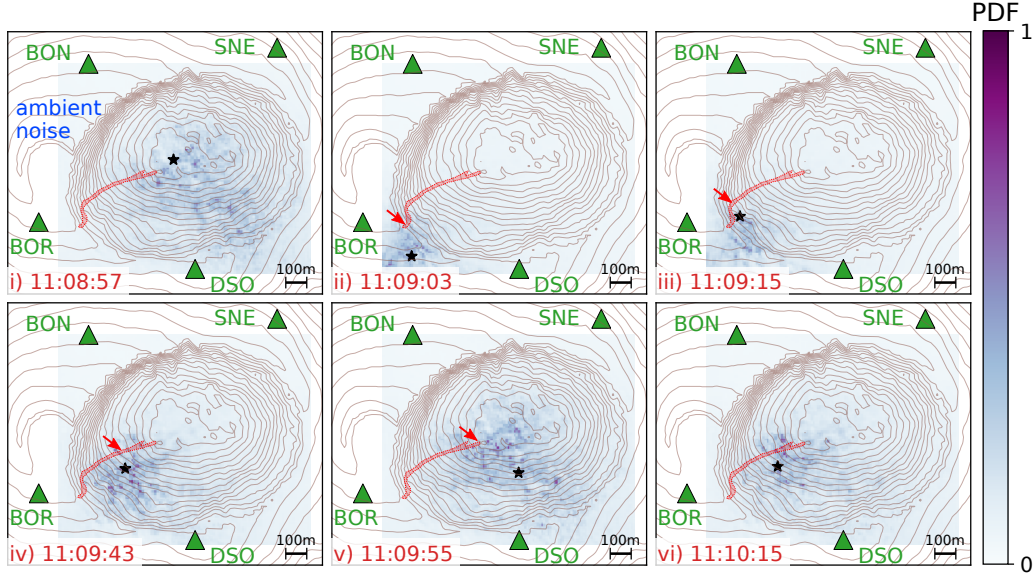 PDF
1
0
BON
SNE
ambient
noise
BOR
DSO
100m
i) 11:08:57
BON
SNE
BOR
DSO
100m
ii) 11:09:03
BON
SNE
BOR
DSO
100m
iii) 11:09:15
BON
SNE
BOR
DSO
100m
iv) 11:09:43
BON
SNE
BOR
DSO
100m
v) 11:09:55
BON
SNE
BOR
DSO
100m
vi) 11:10:15